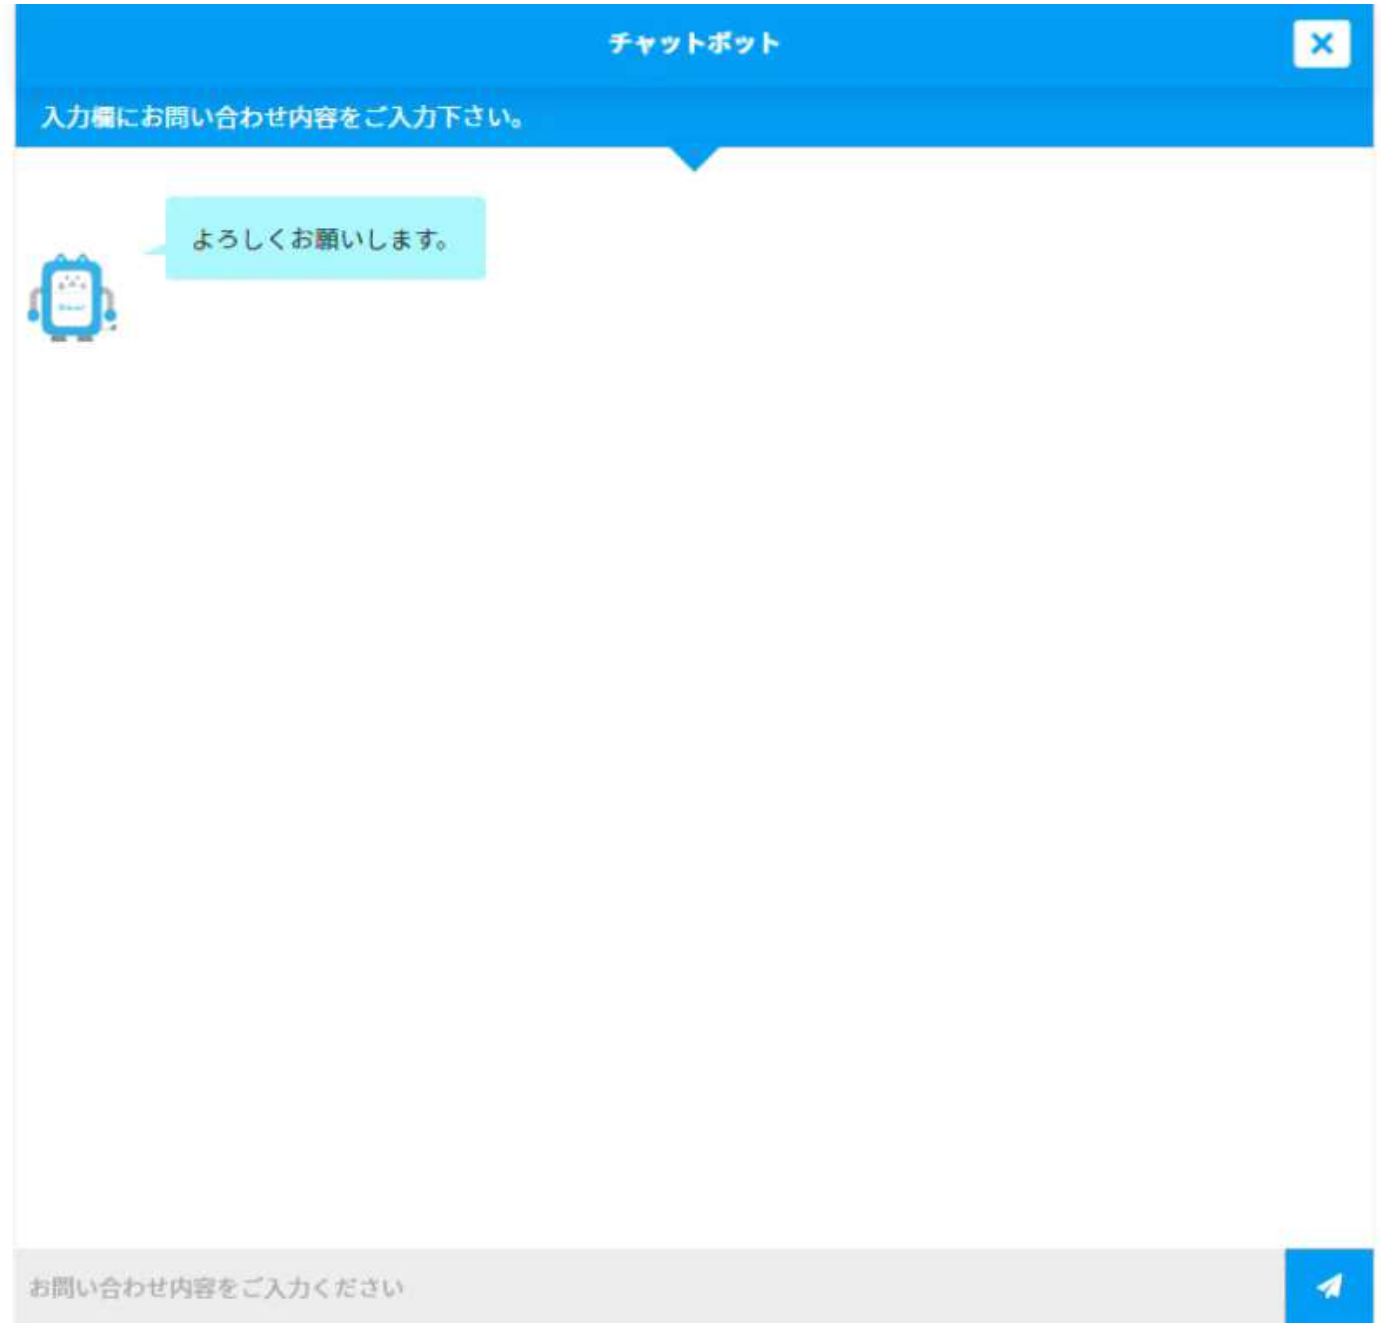 チャットボット
入力欄にお問い合わせ内容をご入力下さい。
よろしくお願いします。
お問い合わせ内容をご入力ください